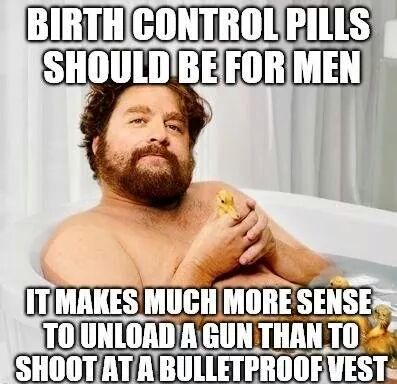 BIRTH CONTROL PILLS
SHOULD BE FOR MEN
IT MAKES MUCH MORE SENSE
TO UNLOAD A GUN THAN TO
SHOOT AT A BULLETPROOF VEST